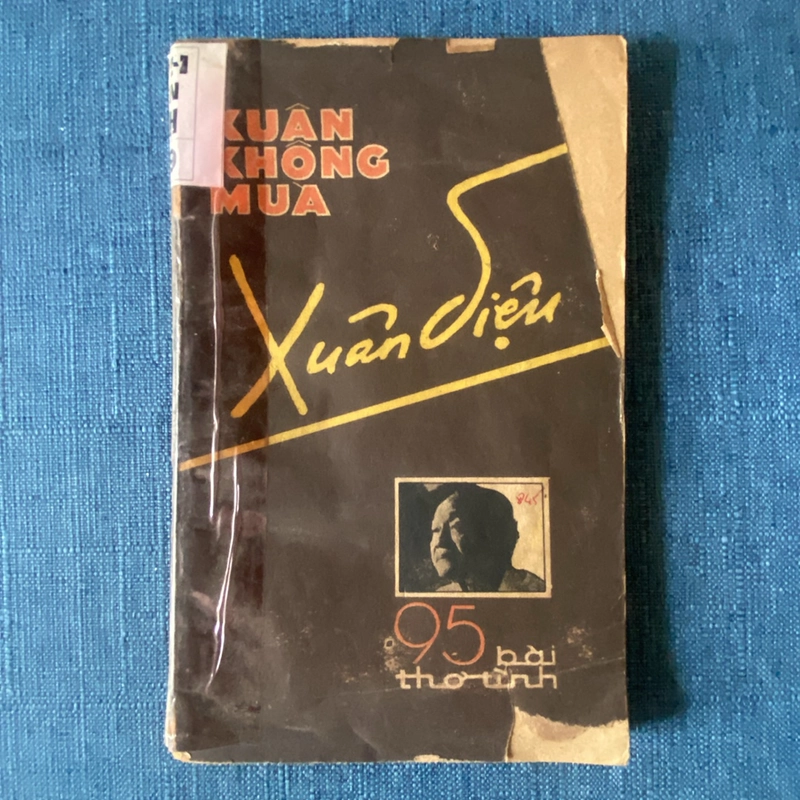 XUÂN
KHÔNG
MÙA
Xuân Diệu
845
95 bài
thơ tình